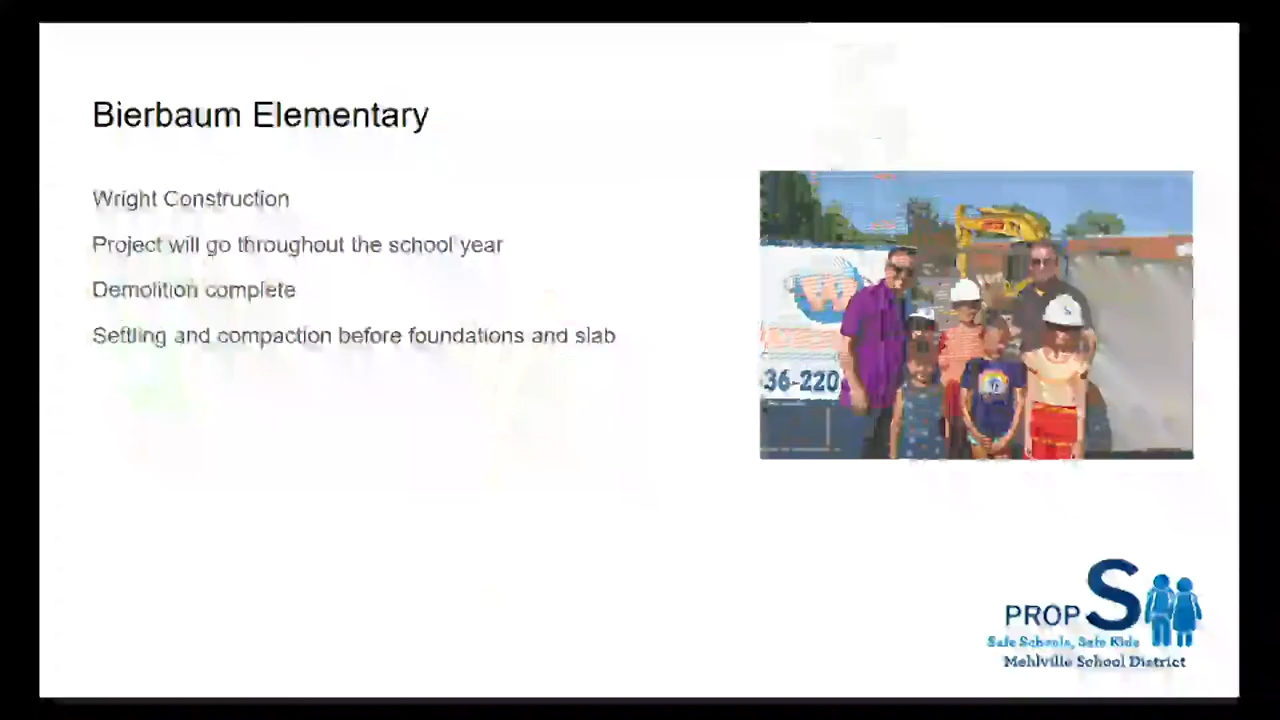 Bierbaum Elementary
Wright Construction
Project will go throughout the school year
Demolition complete
Settling and compaction before foundations and slab
W
36-220
PROP S
Safe Schools, Safe Kids
Mehlville School District